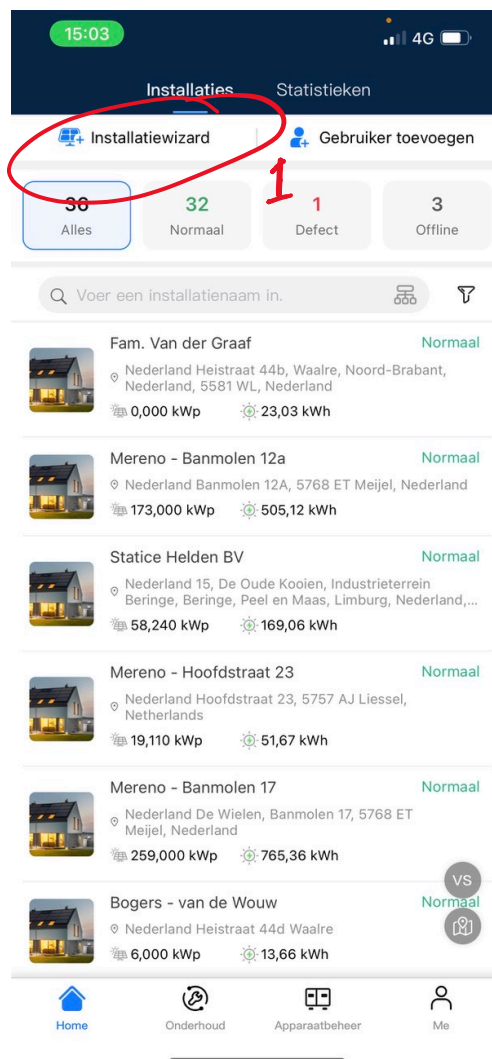 15:03
4G
Installaties Statistieken
Installatiewizard Gebruiker toevoegen
1
36 32 1 3
Alles Normaal Defect Offline
Voer een installatienaam in.
Fam. Van der Graaf Normaal
Nederland Heistraat 44b, Waalre, Noord-Brabant,
Nederland, 5581 WL, Nederland
0,000 kWp 23,03 kWh
Mereno - Banmolen 12a Normaal
Nederland Banmolen 12A, 5768 ET Meijel, Nederland
173,000 kWp 505,12 kWh
Statice Helden BV Normaal
Nederland 15, De Oude Kooien, Industrieterrein
Beringe, Beringe, Peel en Maas, Limburg, Nederland,...
58,240 kWp 169,06 kWh
Mereno - Hoofdstraat 23 Normaal
Nederland Hoofdstraat 23, 5757 AJ Liessel,
Netherlands
19,110 kWp 51,67 kWh
Mereno - Banmolen 17 Normaal
Nederland De Wielen, Banmolen 17, 5768 ET
Meijel, Nederland
259,000 kWp 765,36 kWh
VS
Bogers - van de Wouw Normaal
Nederland Heistraat 44d Waalre
6,000 kWp 13,66 kWh
Home Onderhoud Apparaatbeheer Me